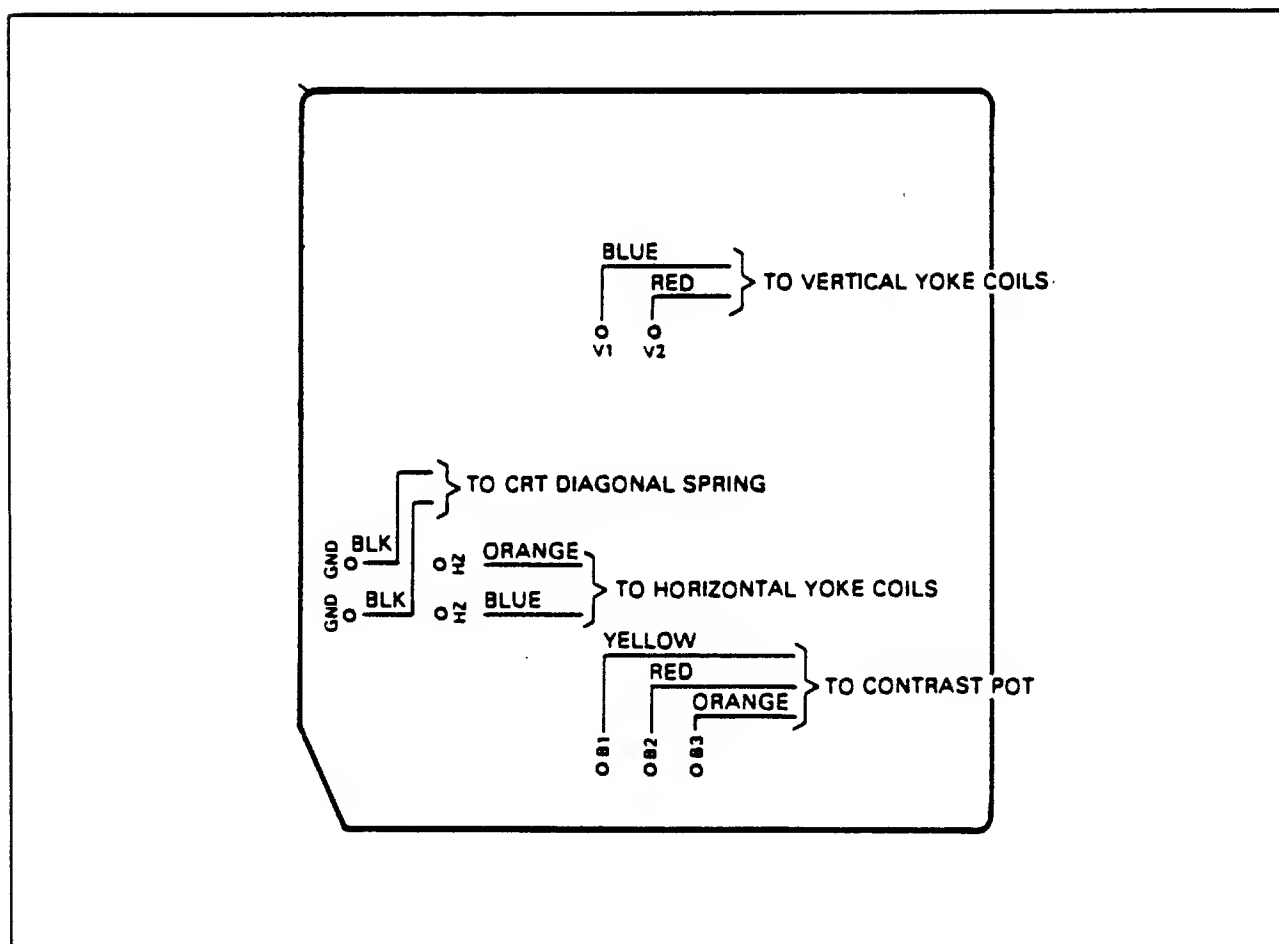 BLUE
RED
TO VERTICAL YOKE COILS
V1
V2
TO CRT DIAGONAL SPRING
GND
BLK
HZ
ORANGE
TO HORIZONTAL YOKE COILS
GND
BLK
HZ
BLUE
YELLOW
RED
ORANGE
TO CONTRAST POT
B1
B2
B3